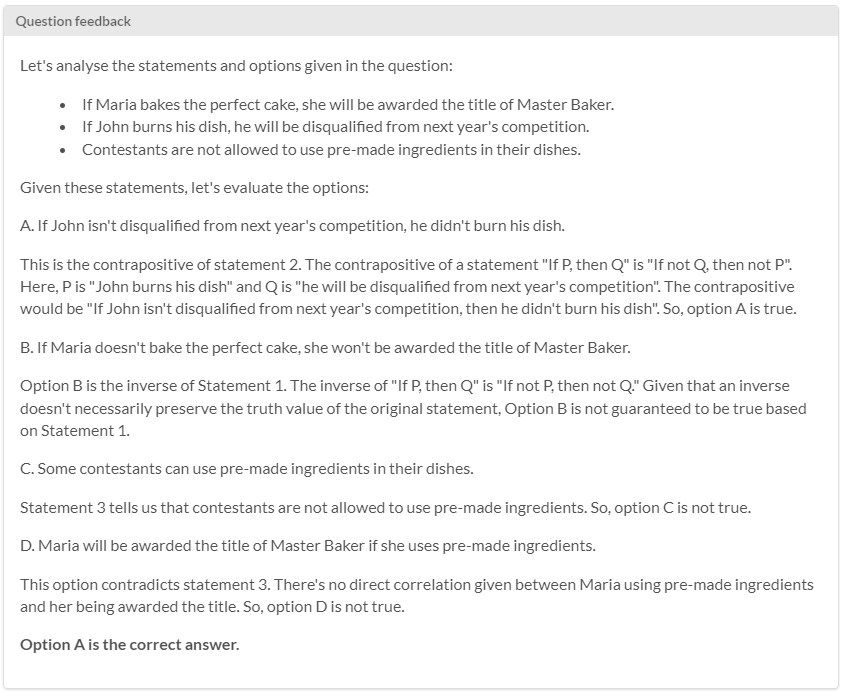 Question feedback
Let's analyse the statements and options given in the question:
• If Maria bakes the perfect cake, she will be awarded the title of Master Baker.
• If John burns his dish, he will be disqualified from next year's competition.
• Contestants are not allowed to use pre-made ingredients in their dishes.
Given these statements, let's evaluate the options:
A. If John isn't disqualified from next year's competition, he didn't burn his dish.
This is the contrapositive of statement 2. The contrapositive of a statement "If P, then Q" is "If not Q, then not P".
Here, P is "John burns his dish" and Q is "he will be disqualified from next year's competition". The contrapositive
would be "If John isn't disqualified from next year's competition, then he didn't burn his dish". So, option A is true.
B. If Maria doesn't bake the perfect cake, she won't be awarded the title of Master Baker.
Option B is the inverse of Statement 1. The inverse of "If P, then Q" is "If not P, then not Q." Given that an inverse
doesn't necessarily preserve the truth value of the original statement, Option B is not guaranteed to be true based
on Statement 1.
C. Some contestants can use pre-made ingredients in their dishes.
Statement 3 tells us that contestants are not allowed to use pre-made ingredients. So, option C is not true.
D. Maria will be awarded the title of Master Baker if she uses pre-made ingredients.
This option contradicts statement 3. There's no direct correlation given between Maria using pre-made ingredients
and her being awarded the title. So, option D is not true.
Option A is the correct answer.